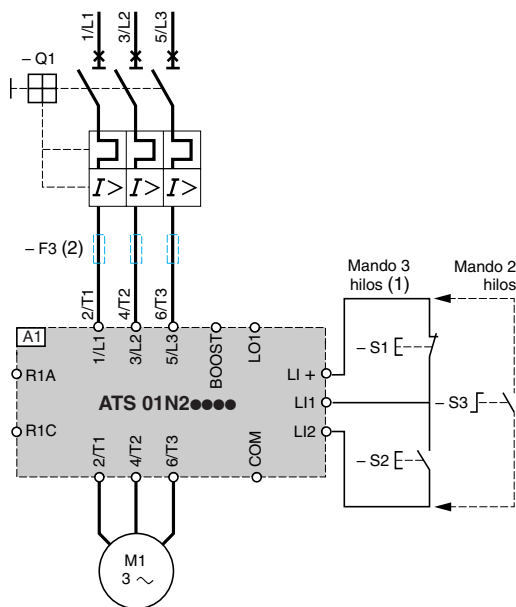 1/L1
3/L2
5/L3
– Q1
I>
I>
I>
– F3 (2)
2/T1
4/T2
6/T3
Mando 3
hilos (1)
Mando 2
hilos
A1
1/L1
3/L2
5/L3
BOOST
LO1
R1A
LI +
– S1
ATS 01N2●●●●
LI1
– S3
R1C
LI2
– S2
2/T1
4/T2
6/T3
COM
M1
3 ~